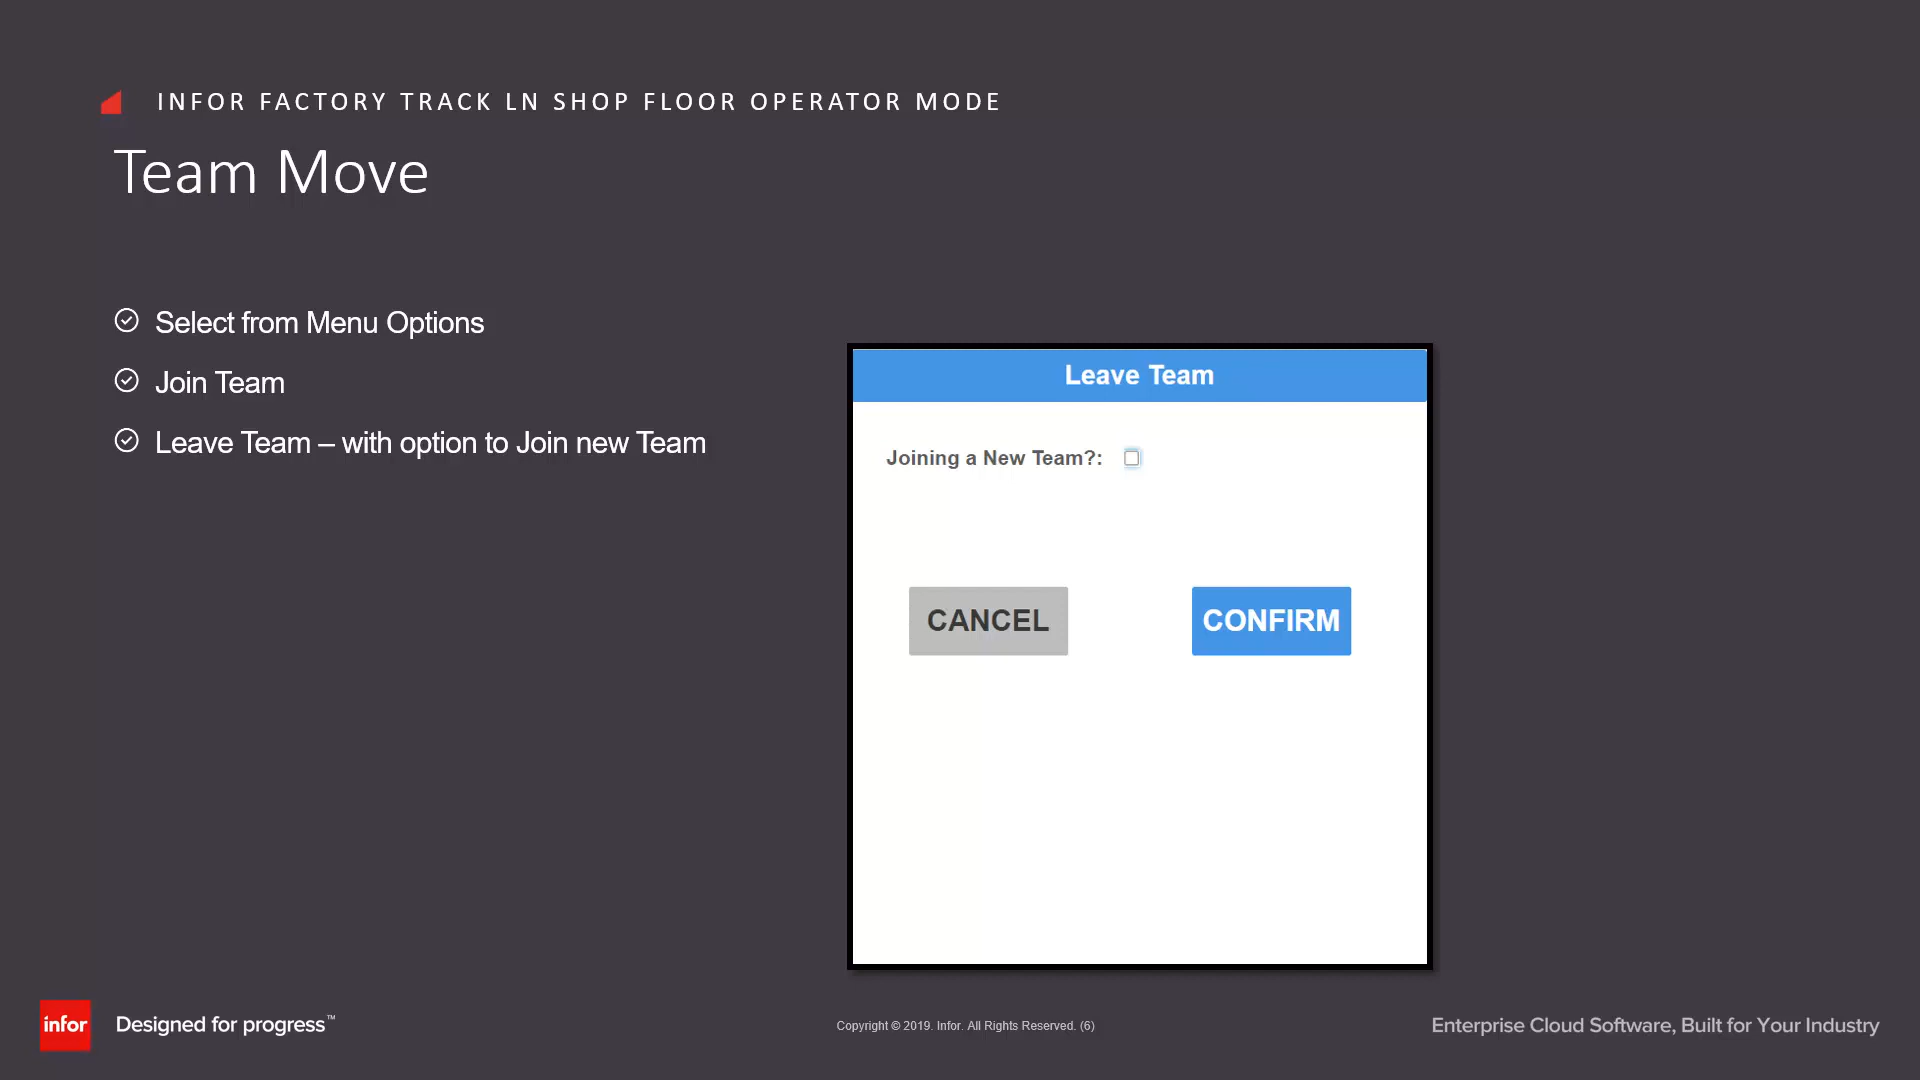 INFOR FACTORY TRACK LN SHOP FLOOR OPERATOR MODE
Team Move
Select from Menu Options
Join Team
Leave Team – with option to Join new Team
Leave Team
Joining a New Team?:
CANCEL
CONFIRM
infor
Designed for progress™
Copyright © 2019. Infor. All Rights Reserved. (6)
Enterprise Cloud Software, Built for Your Industry